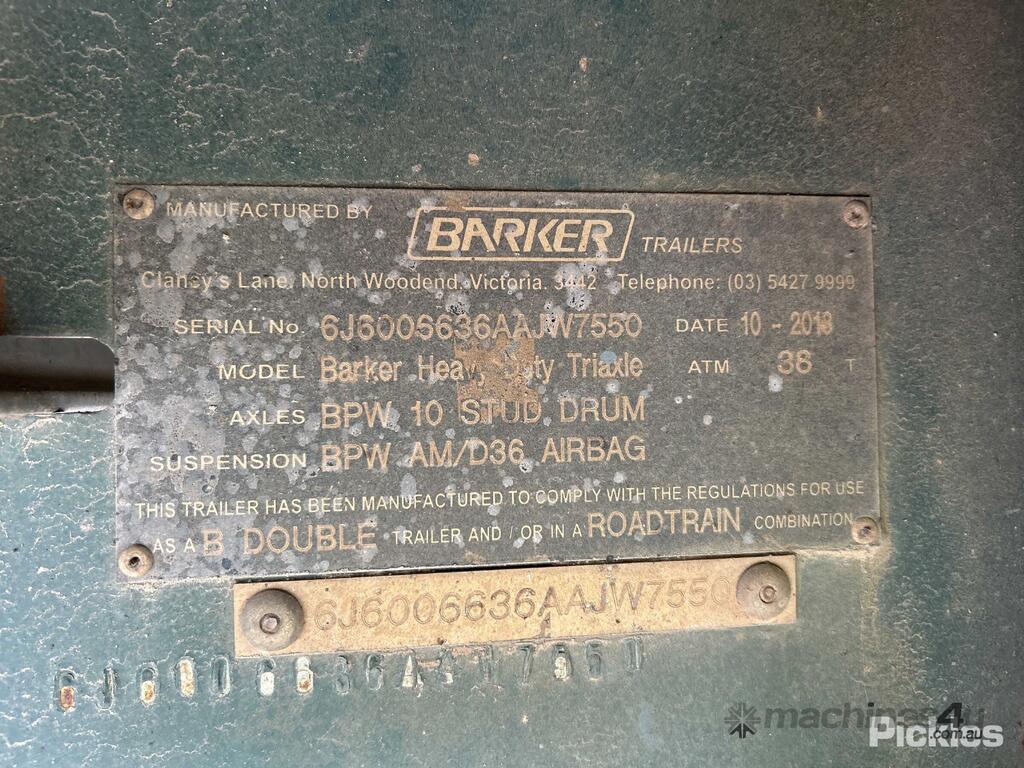 MANUFACTURED BY BARKER TRAILERS
Clancy's Lane, North Woodend, Victoria. 3442 Telephone: (03) 5427 9999
SERIAL No. 6J6006636AAJW7550 DATE 10 - 2013
MODEL Barker Heavy Duty Triaxle ATM 38 T
AXLES BPW 10 STUD DRUM
SUSPENSION BPW AM/D36 AIRBAG
THIS TRAILER HAS BEEN MANUFACTURED TO COMPLY WITH THE REGULATIONS FOR USE
AS A B DOUBLE TRAILER AND / OR IN A ROADTRAIN COMBINATION
6J6006636AAJW7550
machines4u
.com.au
Pickles